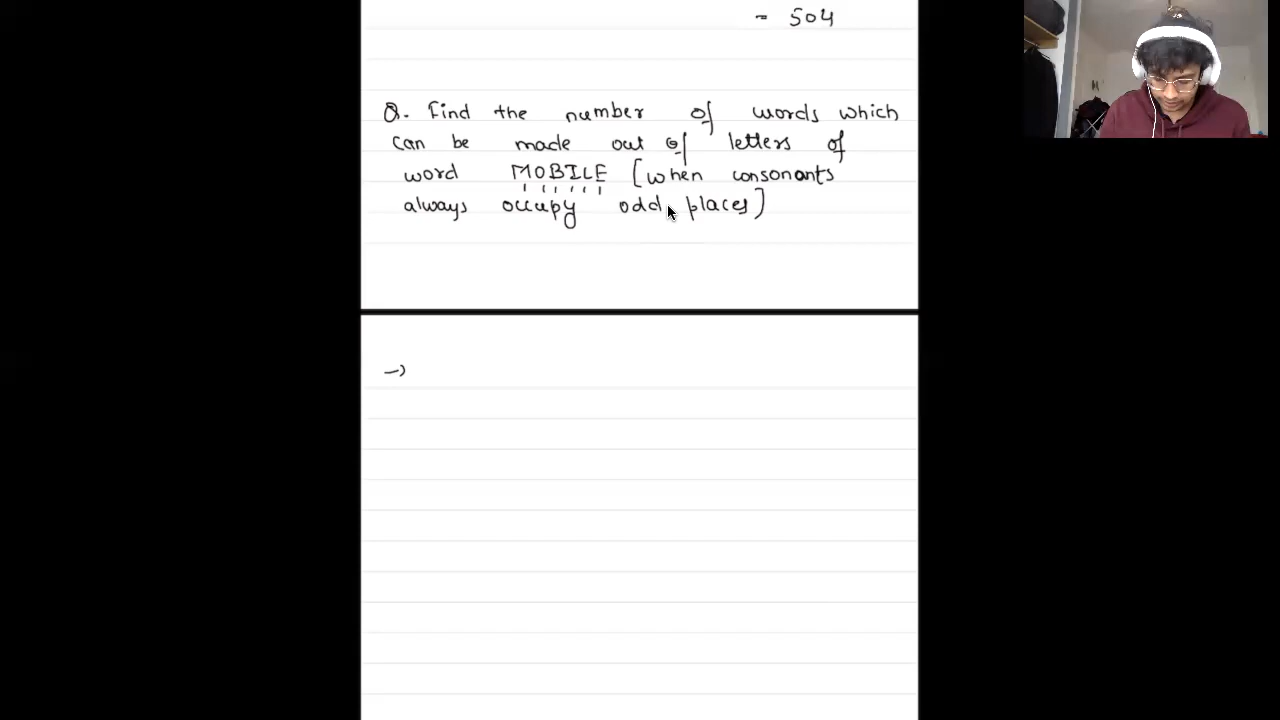 = 504
Q. Find the number of words which
can be made out of letters of
word MOBILE [when consonants
always occupy odd places]
→